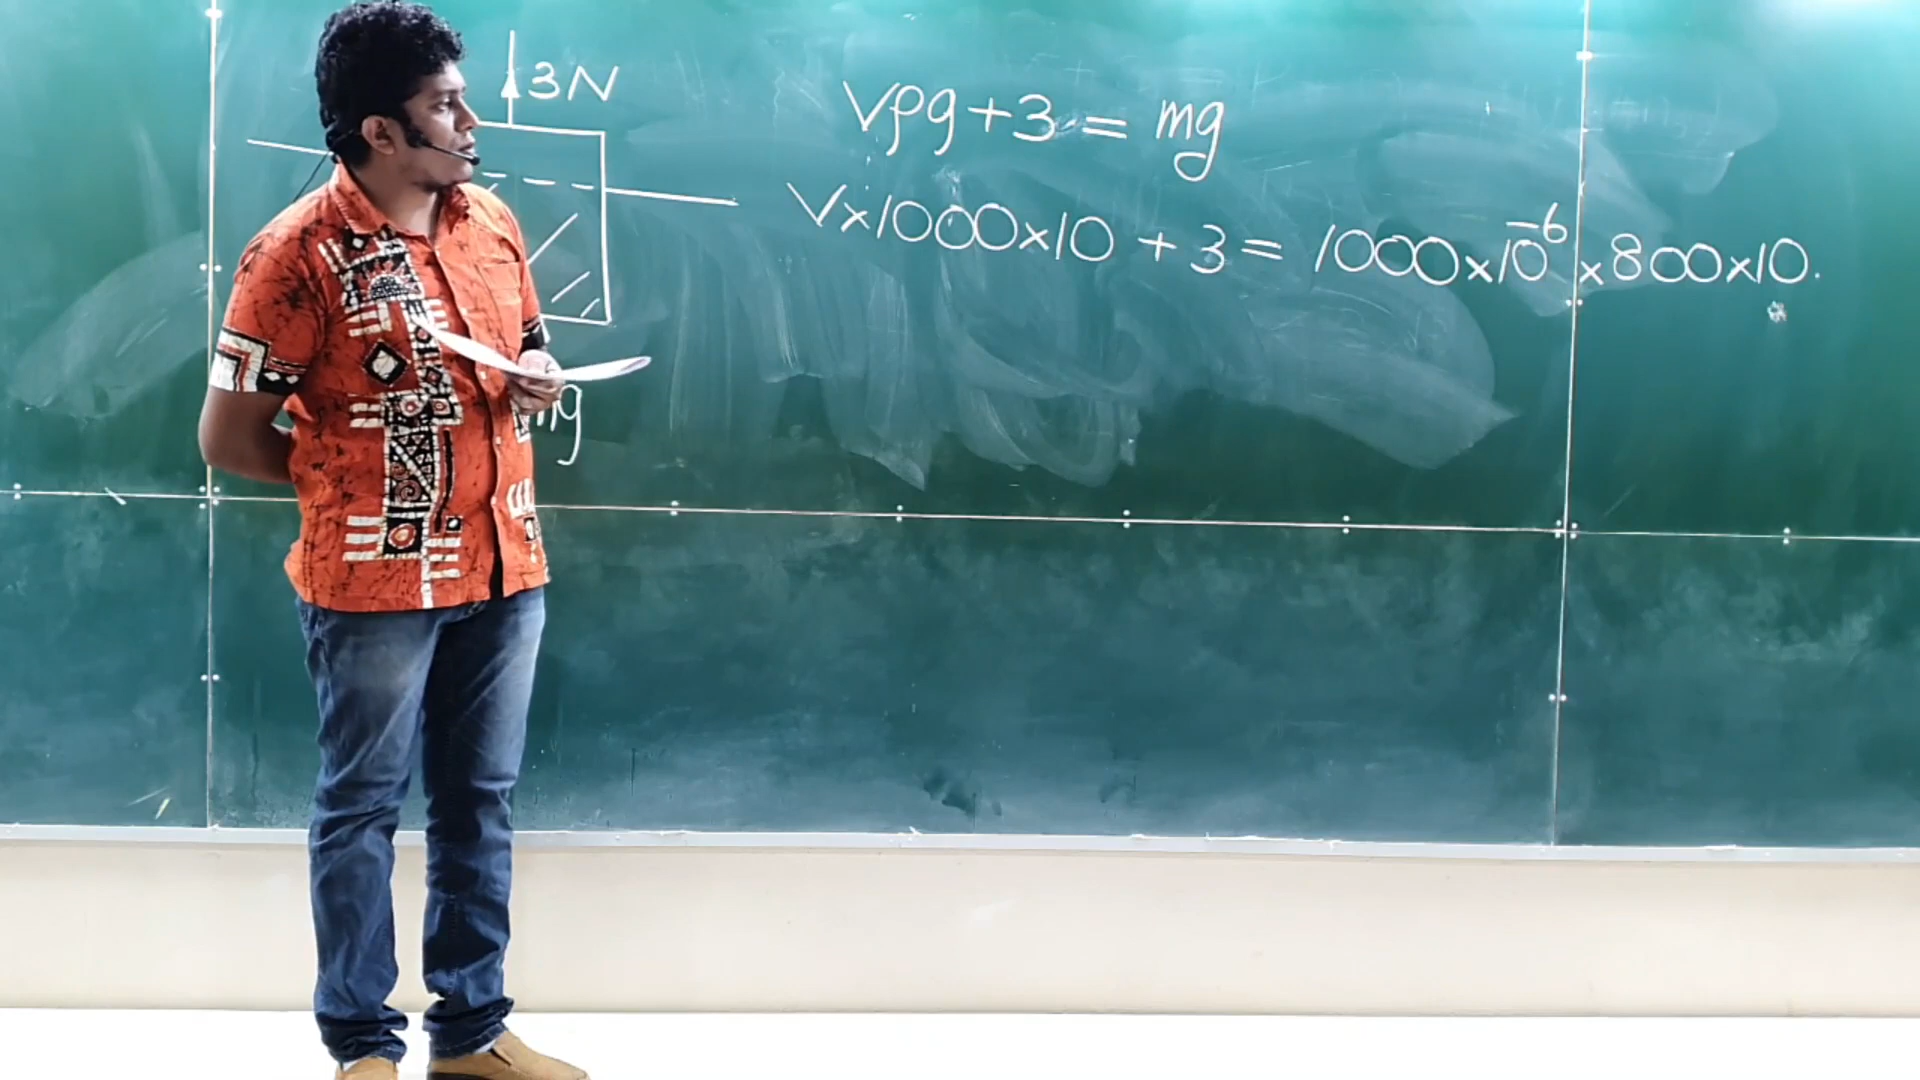 3N
Vρg + 3 = mg
V×1000×10 + 3 = 1000×10⁻⁶×800×10.
mg